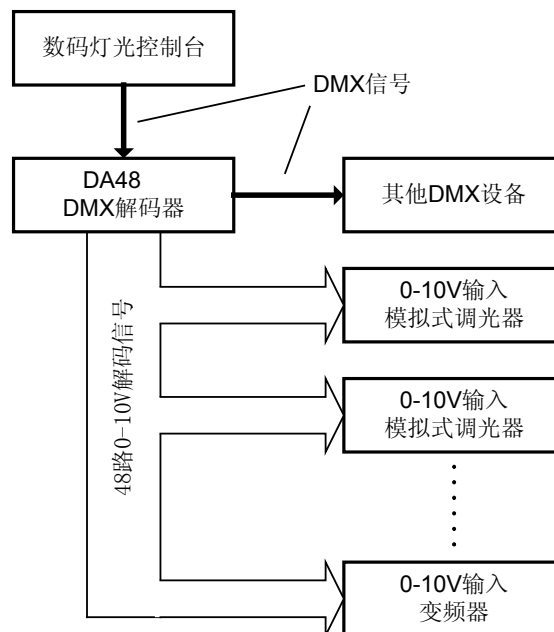 数码灯光控制台
DMX信号
DA48
DMX解码器
其他DMX设备
48路0-10V解码信号
0-10V输入
模拟式调光器
0-10V输入
模拟式调光器
0-10V输入
变频器